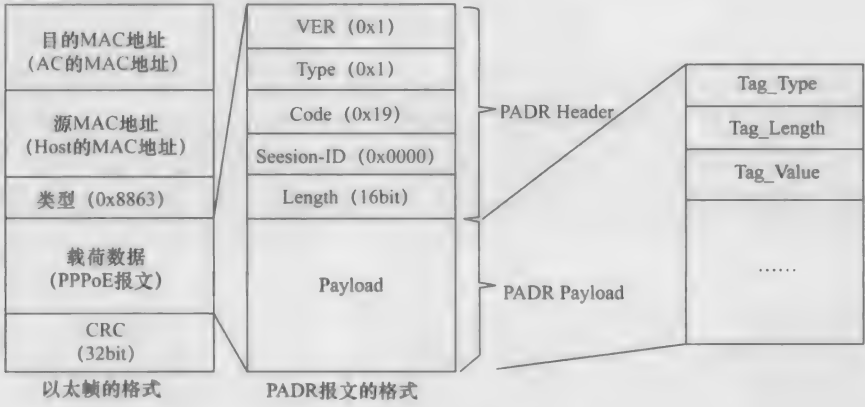 目的MAC地址
(AC的MAC地址)
源MAC地址
(Host的MAC地址)
类型 (0x8863)
载荷数据
(PPPoE报文)
CRC
(32bit)
以太帧的格式
VER (0x1)
Type (0x1)
Code (0x19)
Seesion-ID (0x0000)
Length (16bit)
Payload
PADR报文的格式
PADR Header
PADR Payload
Tag_Type
Tag_Length
Tag_Value
……